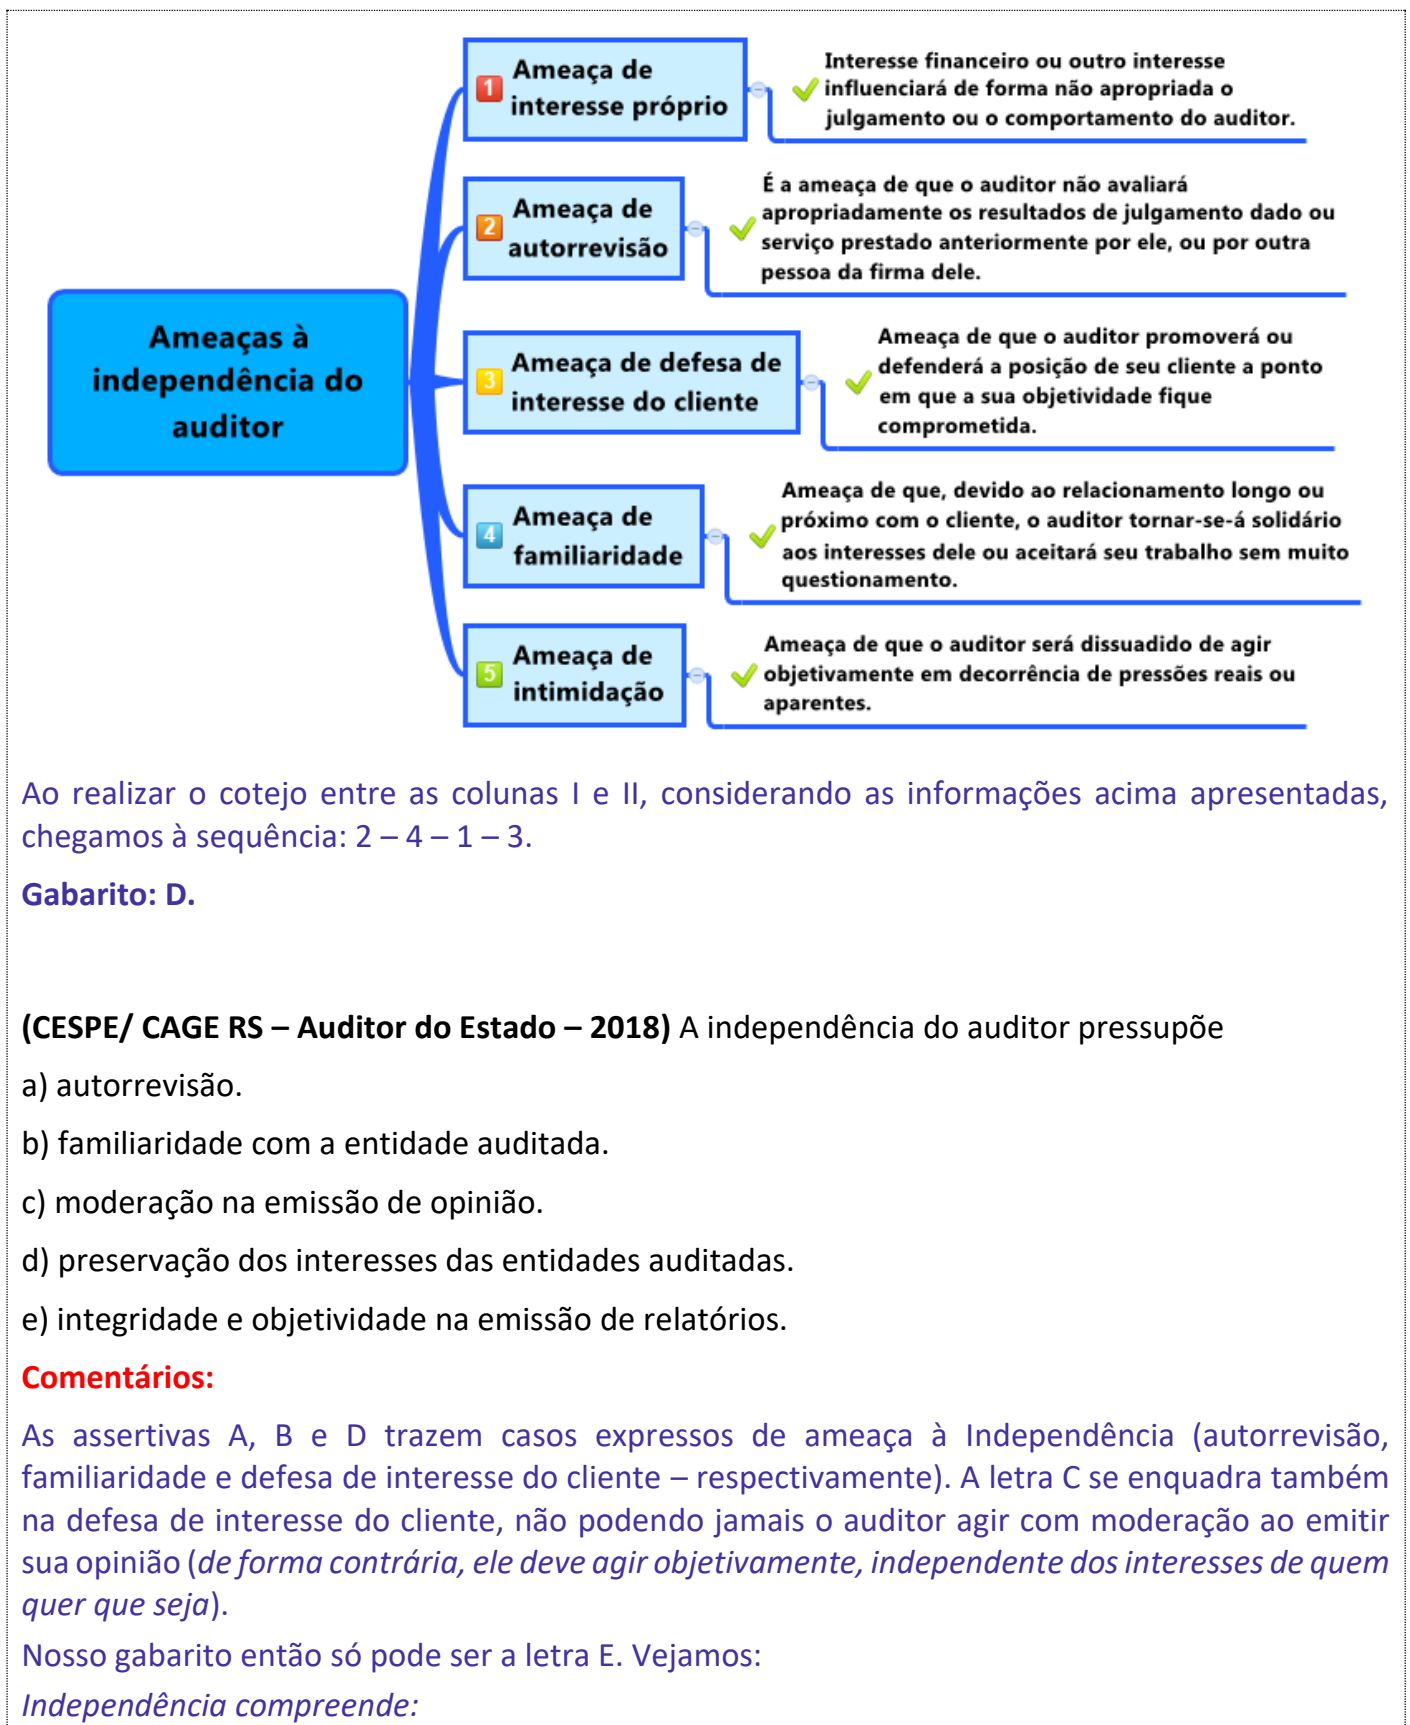 Ameaças à
independência do
auditor
1 Ameaça de
interesse próprio
Interesse financeiro ou outro interesse
influenciará de forma não apropriada o
julgamento ou o comportamento do auditor.
2 Ameaça de
autorrevisão
É a ameaça de que o auditor não avaliará
apropriadamente os resultados de julgamento dado ou
serviço prestado anteriormente por ele, ou por outra
pessoa da firma dele.
3 Ameaça de defesa de
interesse do cliente
Ameaça de que o auditor promoverá ou
defenderá a posição de seu cliente a ponto
em que a sua objetividade fique
comprometida.
4 Ameaça de
familiaridade
Ameaça de que, devido ao relacionamento longo ou
próximo com o cliente, o auditor tornar-se-á solidário
aos interesses dele ou aceitará seu trabalho sem muito
questionamento.
5 Ameaça de
intimidação
Ameaça de que o auditor será dissuadido de agir
objetivamente em decorrência de pressões reais ou
aparentes.
Ao realizar o cotejo entre as colunas I e II, considerando as informações acima apresentadas,
chegamos à sequência: 2 – 4 – 1 – 3.
Gabarito: D.
(CESPE/ CAGE RS – Auditor do Estado – 2018) A independência do auditor pressupõe
a) autorrevisão.
b) familiaridade com a entidade auditada.
c) moderação na emissão de opinião.
d) preservação dos interesses das entidades auditadas.
e) integridade e objetividade na emissão de relatórios.
Comentários:
As assertivas A, B e D trazem casos expressos de ameaça à Independência (autorrevisão,
familiaridade e defesa de interesse do cliente – respectivamente). A letra C se enquadra também
na defesa de interesse do cliente, não podendo jamais o auditor agir com moderação ao emitir
sua opinião (de forma contrária, ele deve agir objetivamente, independente dos interesses de quem
quer que seja).
Nosso gabarito então só pode ser a letra E. Vejamos:
Independência compreende: